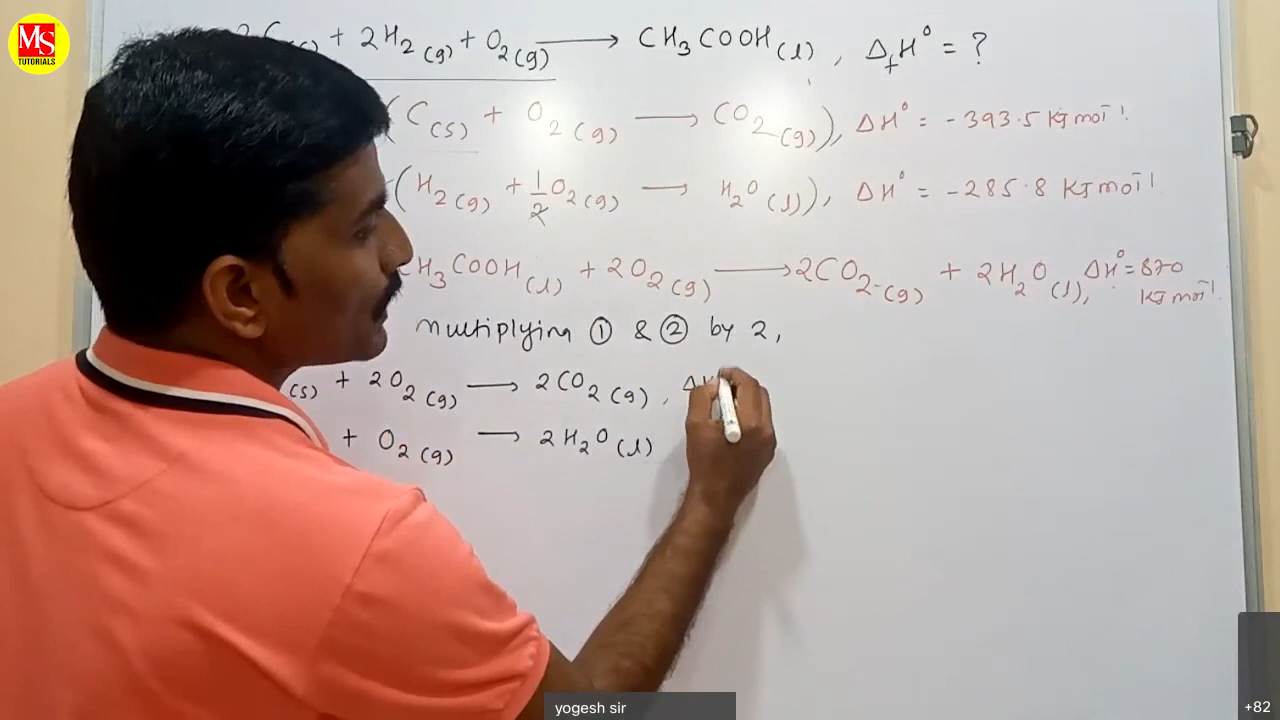 MS
TUTORIALS
+ 2H₂(g) + O₂(g) ⟶ CH₃COOH(l), ΔfH° = ?
(C(s) + O₂(g) ⟶ CO₂(g)), ΔH° = -393.5 KJ mol⁻¹
(H₂(g) + 1/2 O₂(g) ⟶ H₂O(l)), ΔH° = -285.8 KJ mol⁻¹
CH₃COOH(l) + 2O₂(g) ⟶ 2CO₂(g) + 2H₂O(l), ΔH° = 870
KJ mol⁻¹
multiplying ① & ② by 2,
(s) + 2O₂(g) ⟶ 2CO₂(g), ΔH
+ O₂(g) ⟶ 2H₂O(l)
yogesh sir
+82